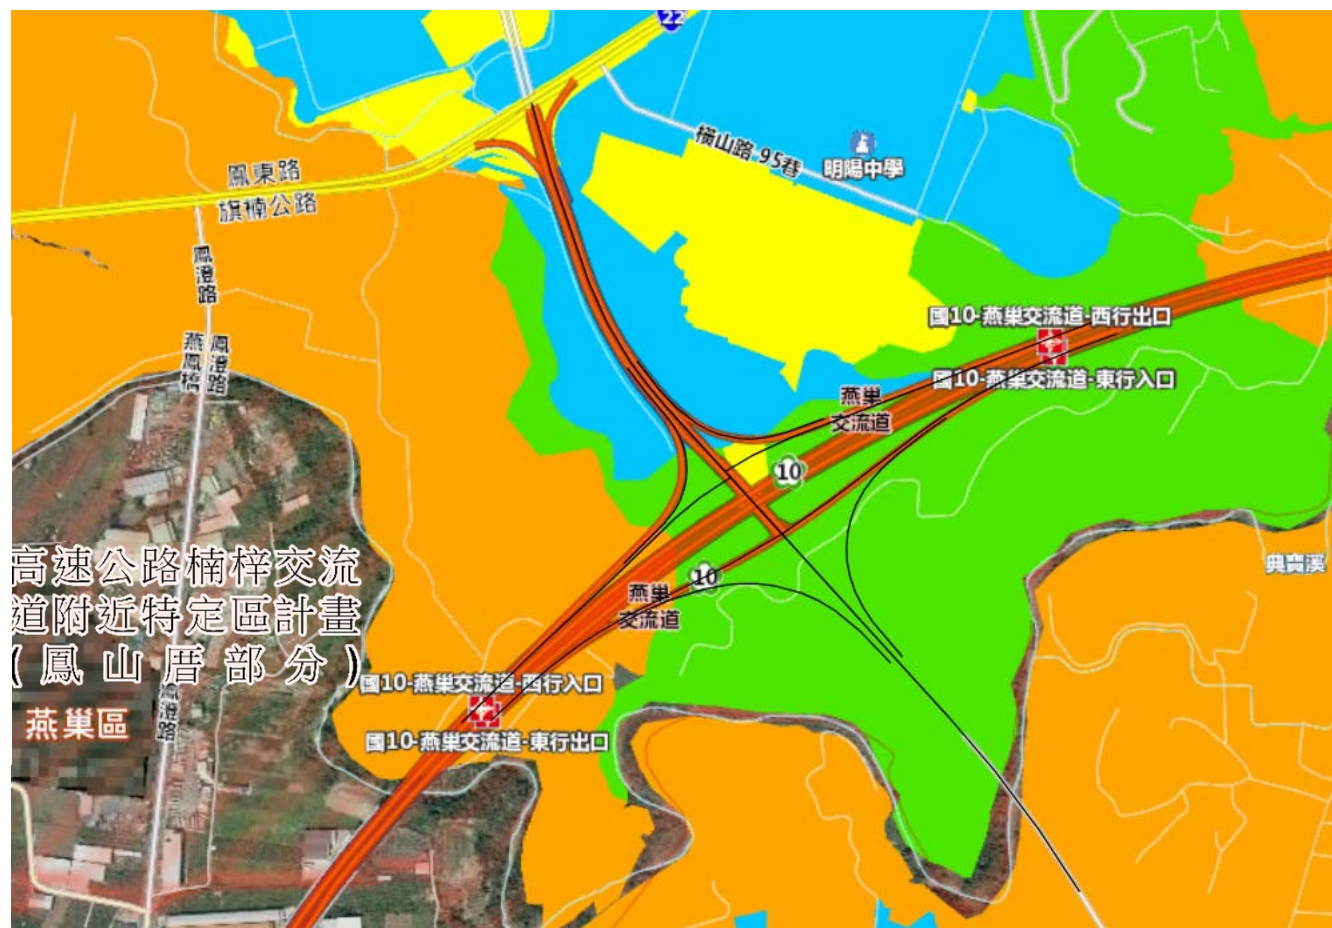 22
橫山路 95巷
明陽中學
鳳東路
旗楠公路
鳳澄路
國10-燕巢交流道-西行出口
燕鳳橋
鳳澄路
國10-燕巢交流道-東行入口
燕巢
交流道
10
高速公路楠梓交流
道附近特定區計畫
(鳳山厝部分)
典寶溪
10
燕巢
交流道
國10-燕巢交流道-西行入口
鳳澄路
燕巢區
國10-燕巢交流道-東行出口